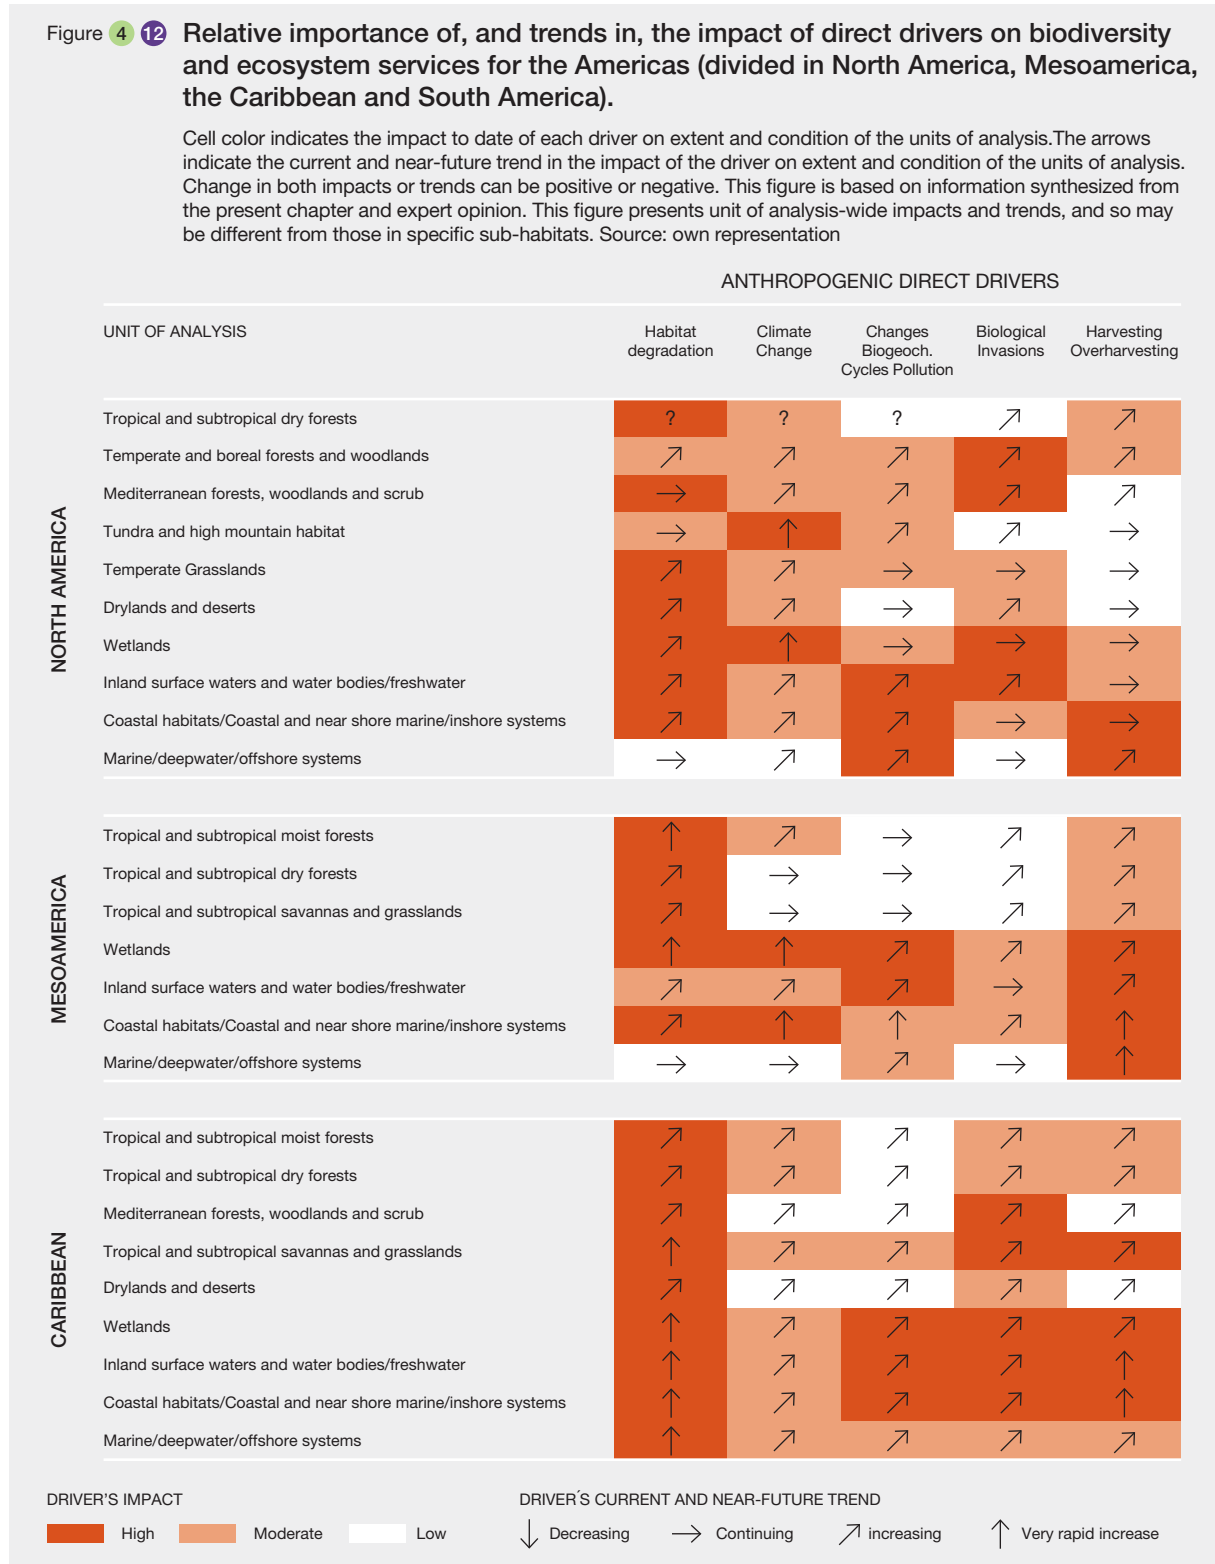 Figure 4 12 Relative importance of, and trends in, the impact of direct drivers on biodiversity
and ecosystem services for the Americas (divided in North America, Mesoamerica,
the Caribbean and South America).
Cell color indicates the impact to date of each driver on extent and condition of the units of analysis.The arrows
indicate the current and near-future trend in the impact of the driver on extent and condition of the units of analysis.
Change in both impacts or trends can be positive or negative. This figure is based on information synthesized from
the present chapter and expert opinion. This figure presents unit of analysis-wide impacts and trends, and so may
be different from those in specific sub-habitats. Source: own representation
ANTHROPOGENIC DIRECT DRIVERS
UNIT OF ANALYSIS
Habitat
degradation
Climate
Change
Changes
Biogeoch.
Cycles Pollution
Biological
Invasions
Harvesting
Overharvesting
NORTH AMERICA
Tropical and subtropical dry forests ? ? ? ↗ ↗
Temperate and boreal forests and woodlands ↗ ↗ ↗ ↗ ↗
Mediterranean forests, woodlands and scrub → ↗ ↗ ↗ ↗
Tundra and high mountain habitat → ↑ ↗ ↗ →
Temperate Grasslands ↗ ↗ → → →
Drylands and deserts ↗ ↗ → ↗ →
Wetlands ↗ ↑ → → →
Inland surface waters and water bodies/freshwater ↗ ↗ ↗ ↗ →
Coastal habitats/Coastal and near shore marine/inshore systems ↗ ↗ ↗ → →
Marine/deepwater/offshore systems → ↗ ↗ → ↗
MESOAMERICA
Tropical and subtropical moist forests ↑ ↗ → ↗ ↗
Tropical and subtropical dry forests ↗ → → ↗ ↗
Tropical and subtropical savannas and grasslands ↗ → → ↗ ↗
Wetlands ↑ ↑ ↗ ↗ ↗
Inland surface waters and water bodies/freshwater ↗ ↗ ↗ → ↗
Coastal habitats/Coastal and near shore marine/inshore systems ↗ ↑ ↑ ↗ ↑
Marine/deepwater/offshore systems → → ↗ → ↑
CARIBBEAN
Tropical and subtropical moist forests ↗ ↗ ↗ ↗ ↗
Tropical and subtropical dry forests ↗ ↗ ↗ ↗ ↗
Mediterranean forests, woodlands and scrub ↗ ↗ ↗ ↗ ↗
Tropical and subtropical savannas and grasslands ↑ ↗ ↗ ↗ ↗
Drylands and deserts ↗ ↗ ↗ ↗ ↗
Wetlands ↑ ↗ ↗ ↗ ↗
Inland surface waters and water bodies/freshwater ↑ ↗ ↗ ↗ ↑
Coastal habitats/Coastal and near shore marine/inshore systems ↑ ↗ ↗ ↗ ↑
Marine/deepwater/offshore systems ↑ ↗ ↗ ↗ ↗
DRIVER'S IMPACT
High Moderate Low
DRIVER´S CURRENT AND NEAR-FUTURE TREND
↓ Decreasing → Continuing ↗ increasing ↑ Very rapid increase